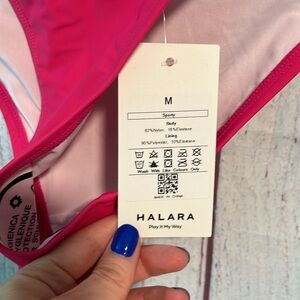 M
Sporty
Body
82%Nylon, 18%Elastane
Lining
90%Polyester, 10%Elastane
Wash With Like Colours Only
Made in China
HALARA
Play It My Way